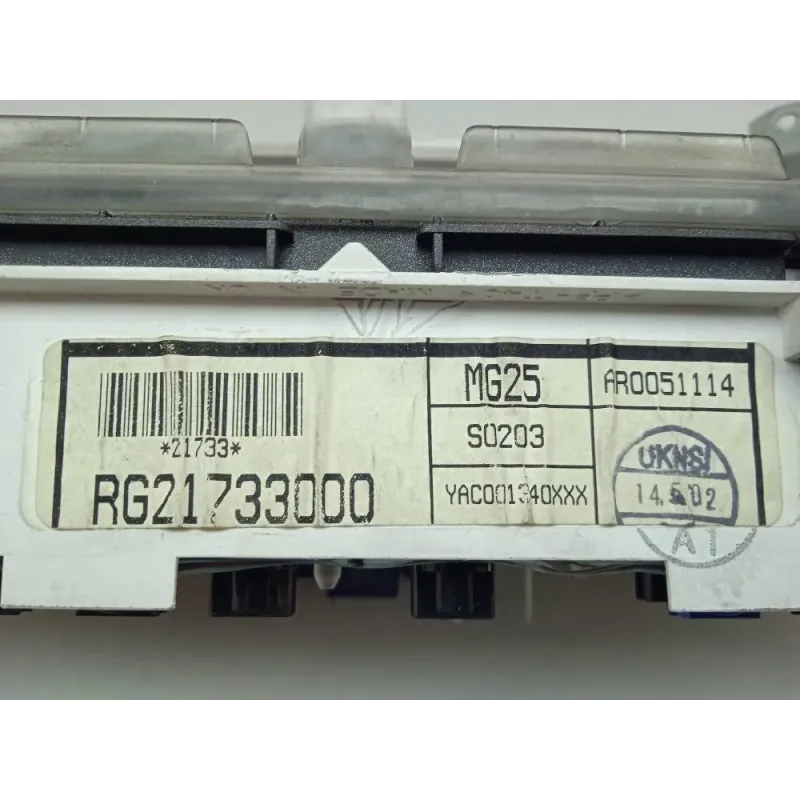 *21733*
RG21733000
MG25
AR0051114
S0203
YAC001340XXX
UKNSI
14.5.02
A1